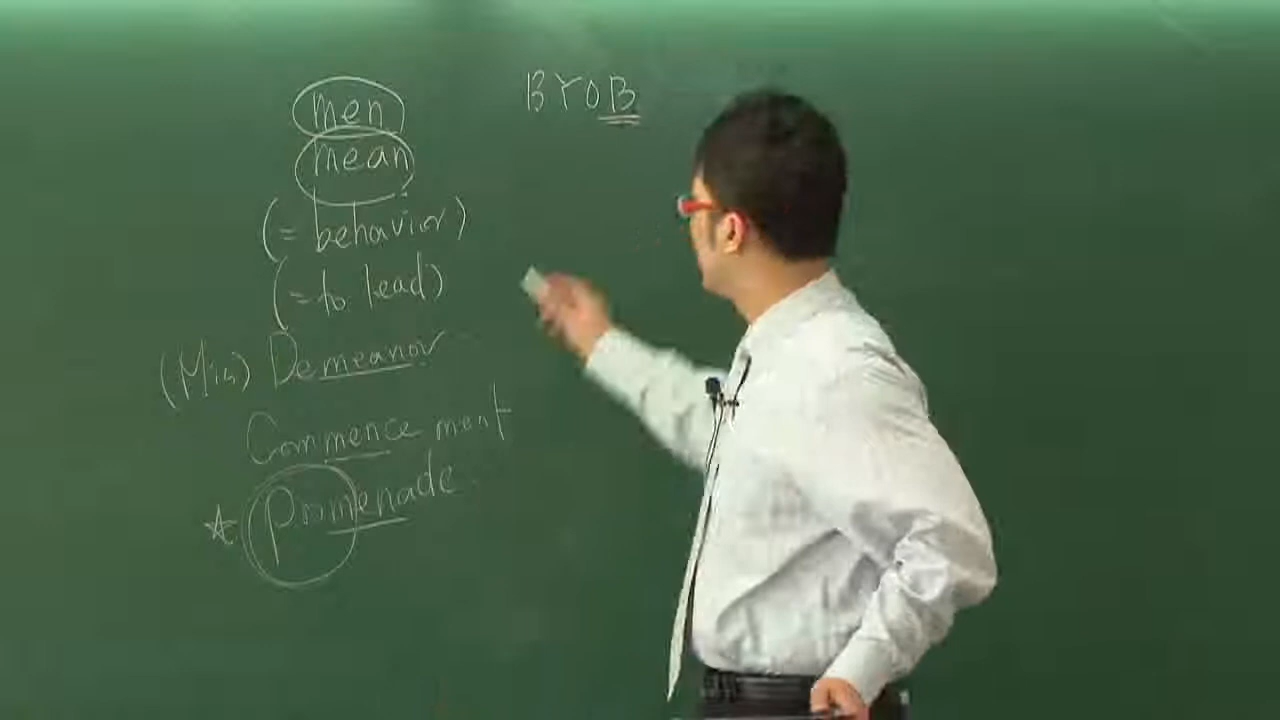 men
mean
(= behavior)
(= to lead)
(Mis) Demeanor
Commencement
Promenade
BYOB